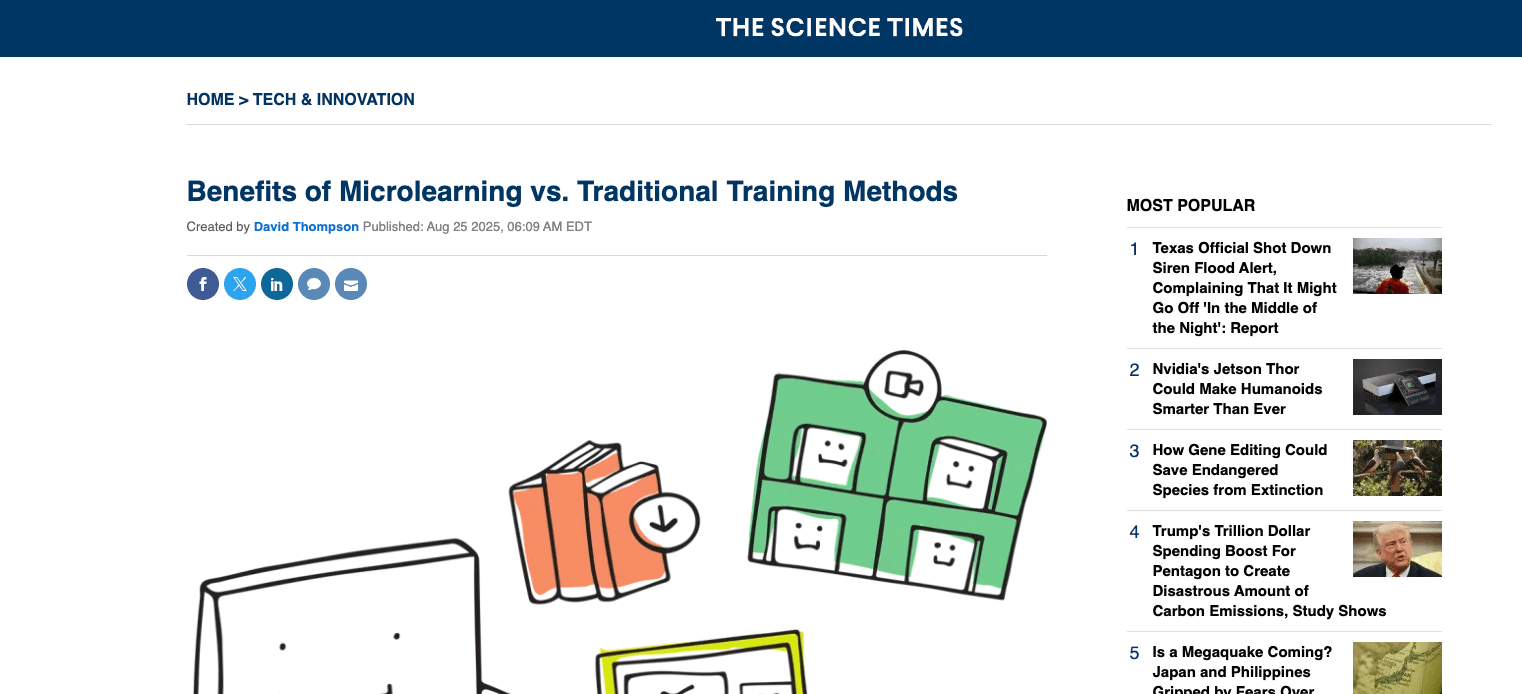 THE SCIENCE TIMES
HOME > TECH & INNOVATION
Benefits of Microlearning vs. Traditional Training Methods
Created by David Thompson Published: Aug 25 2025, 06:09 AM EDT
MOST POPULAR
1 Texas Official Shot Down
Siren Flood Alert,
Complaining That It Might
Go Off 'In the Middle of
the Night': Report
2 Nvidia's Jetson Thor
Could Make Humanoids
Smarter Than Ever
3 How Gene Editing Could
Save Endangered
Species from Extinction
4 Trump's Trillion Dollar
Spending Boost For
Pentagon to Create
Disastrous Amount of
Carbon Emissions, Study Shows
5 Is a Megaquake Coming?
Japan and Philippines
Gripped by Fears Over